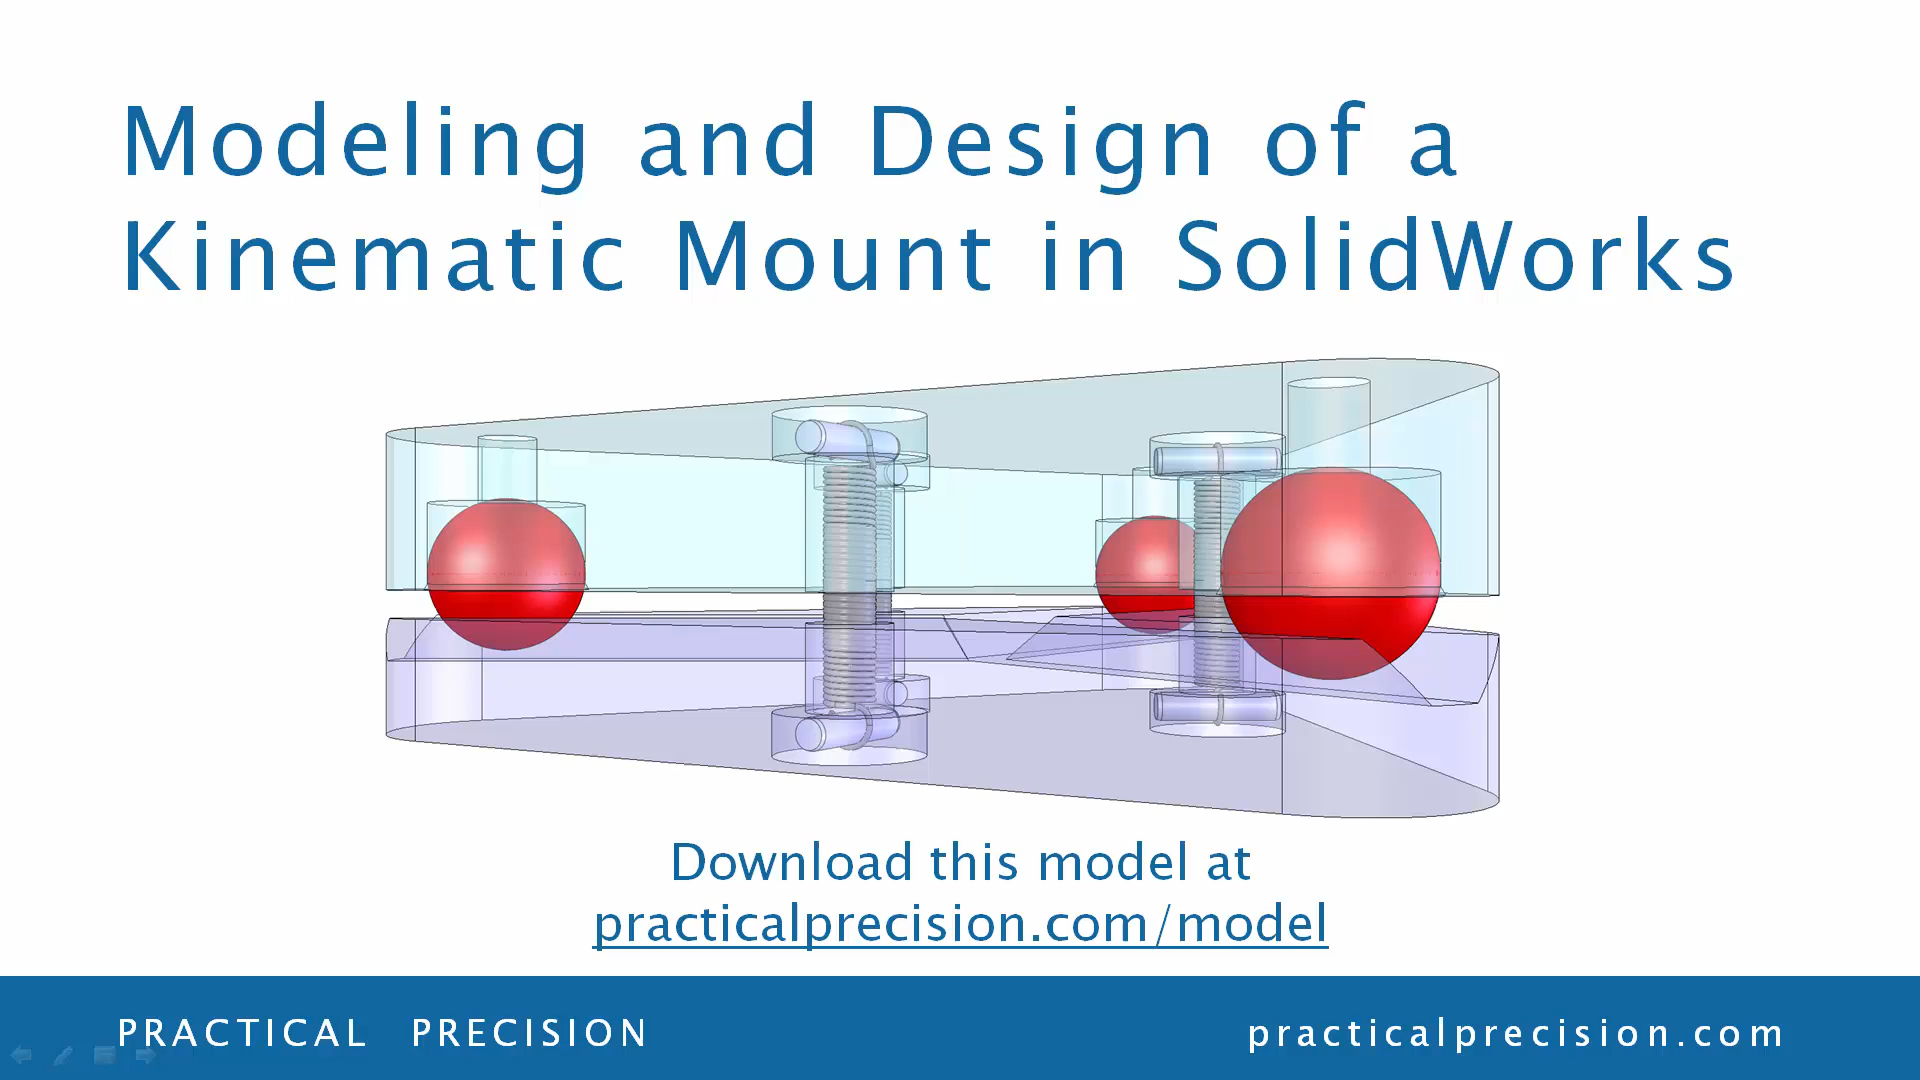 Modeling and Design of a
Kinematic Mount in SolidWorks
Download this model at
practicalprecision.com/model
PRACTICAL PRECISION
practicalprecision.com